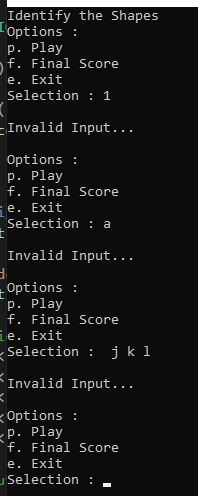 Identify the Shapes
Options :
p. Play
f. Final Score
e. Exit
Selection : 1
Invalid Input...
Options :
p. Play
f. Final Score
e. Exit
Selection : a
Invalid Input...
Options :
p. Play
f. Final Score
e. Exit
Selection :  j k l
Invalid Input...
Options :
p. Play
f. Final Score
e. Exit
Selection :